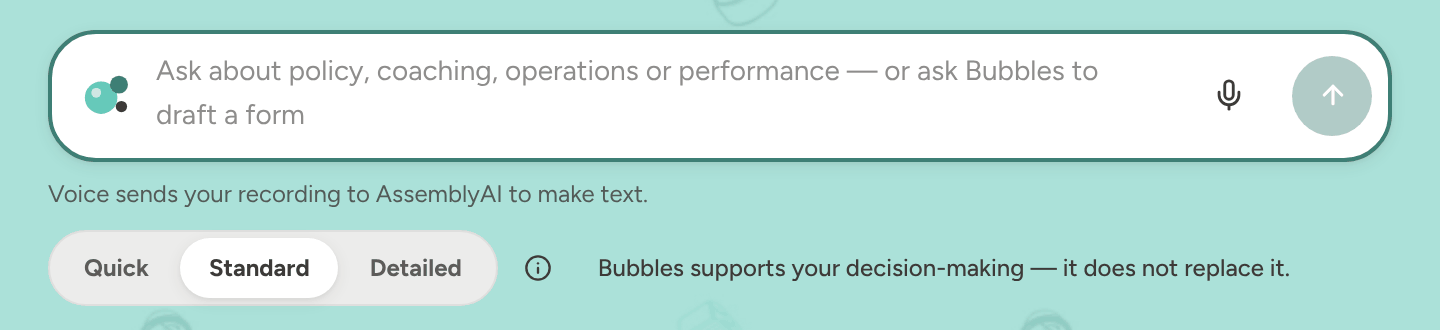 Ask about policy, coaching, operations or performance — or ask Bubbles to
draft a form
Voice sends your recording to AssemblyAI to make text.
Quick Standard Detailed Bubbles supports your decision-making — it does not replace it.